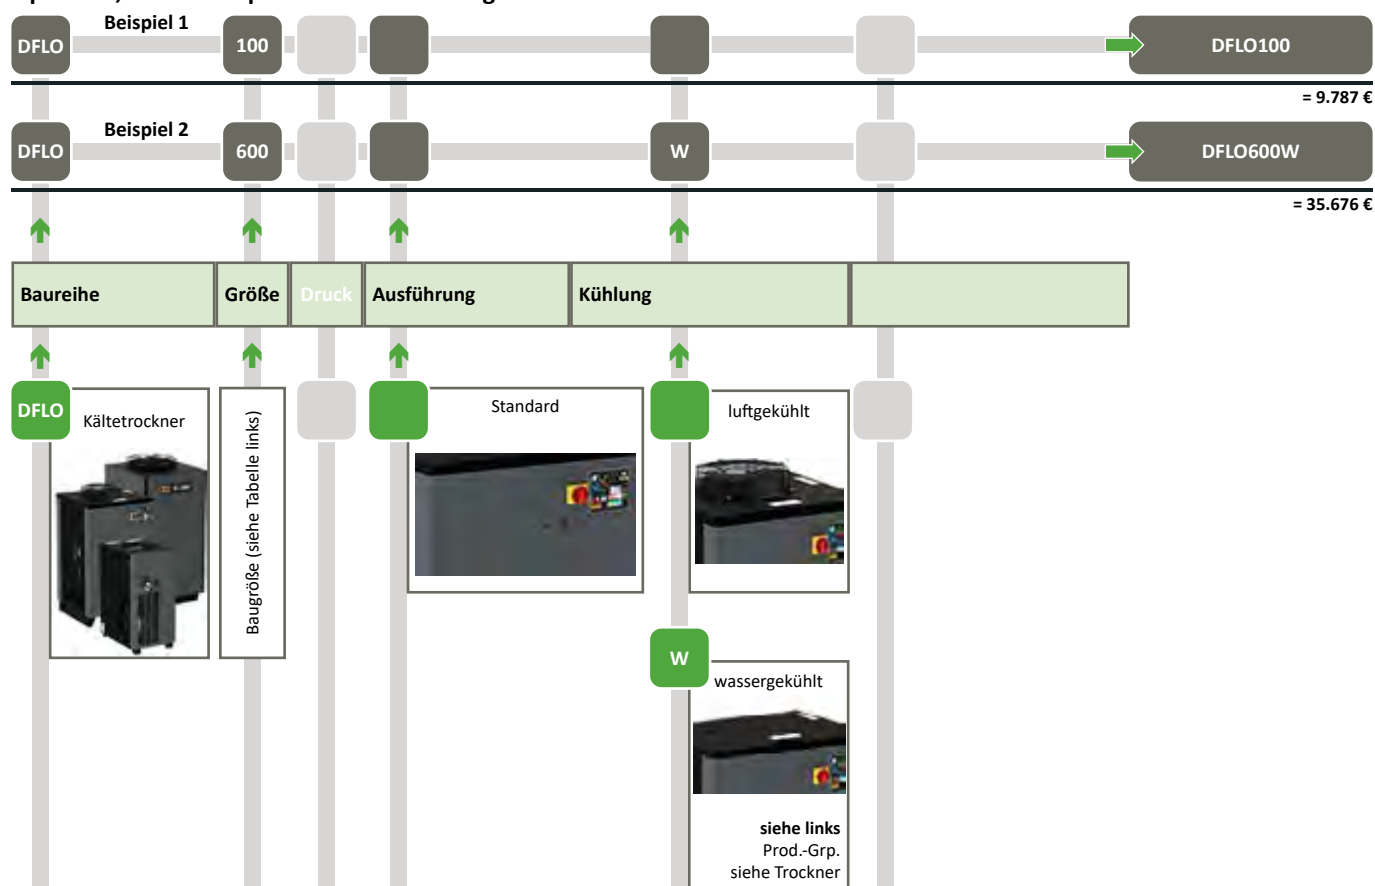 Beispiel 1
DFLO
100
DFLO100
= 9.787 €
Beispiel 2
DFLO
600
W
DFLO600W
= 35.676 €
Baureihe
Größe
Druck
Ausführung
Kühlung
DFLO
Kältetrockner
Baugröße (siehe Tabelle links)
Standard
luftgekühlt
W
wassergekühlt
siehe links
Prod.-Grp.
siehe Trockner